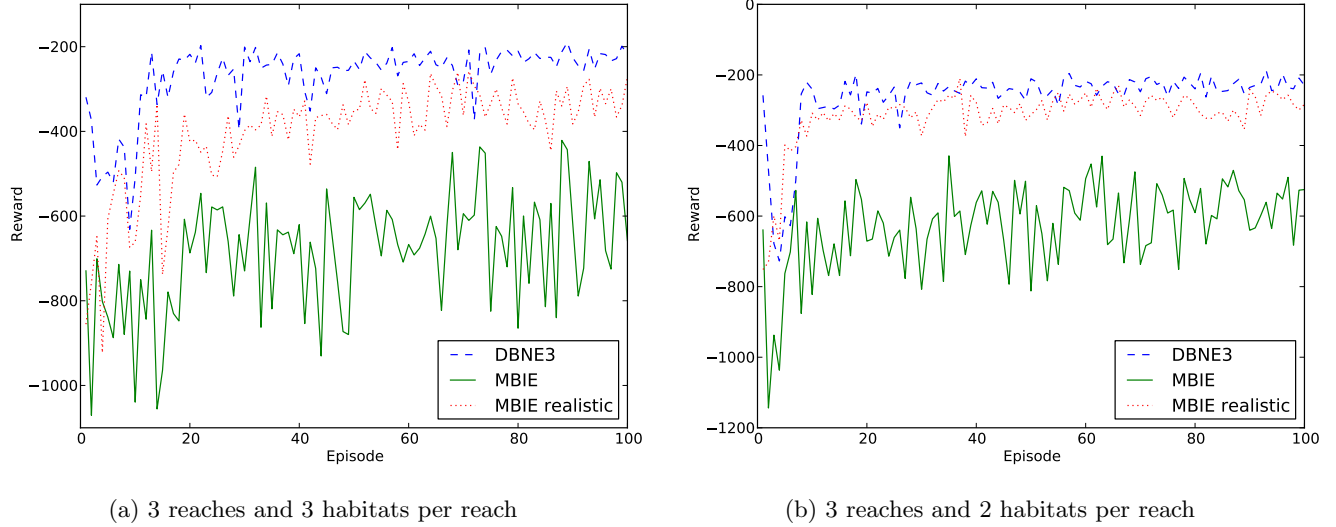 −200
−400
−600
−800
−1000
Reward
0
20
40
60
80
100
Episode
DBNE3
MBIE
MBIE realistic
(a) 3 reaches and 3 habitats per reach
0
−200
−400
−600
−800
−1000
−1200
Reward
0
20
40
60
80
100
Episode
DBNE3
MBIE
MBIE realistic
(b) 3 reaches and 2 habitats per reach